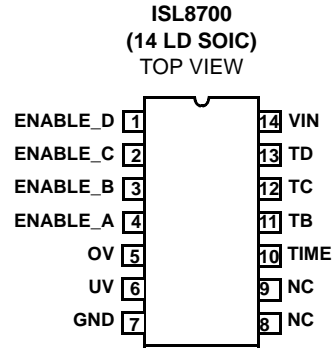 ISL8700
(14 LD SOIC)
TOP VIEW
ENABLE_D 1 14 VIN
ENABLE_C 2 13 TD
ENABLE_B 3 12 TC
ENABLE_A 4 11 TB
OV 5 10 TIME
UV 6 9 NC
GND 7 8 NC